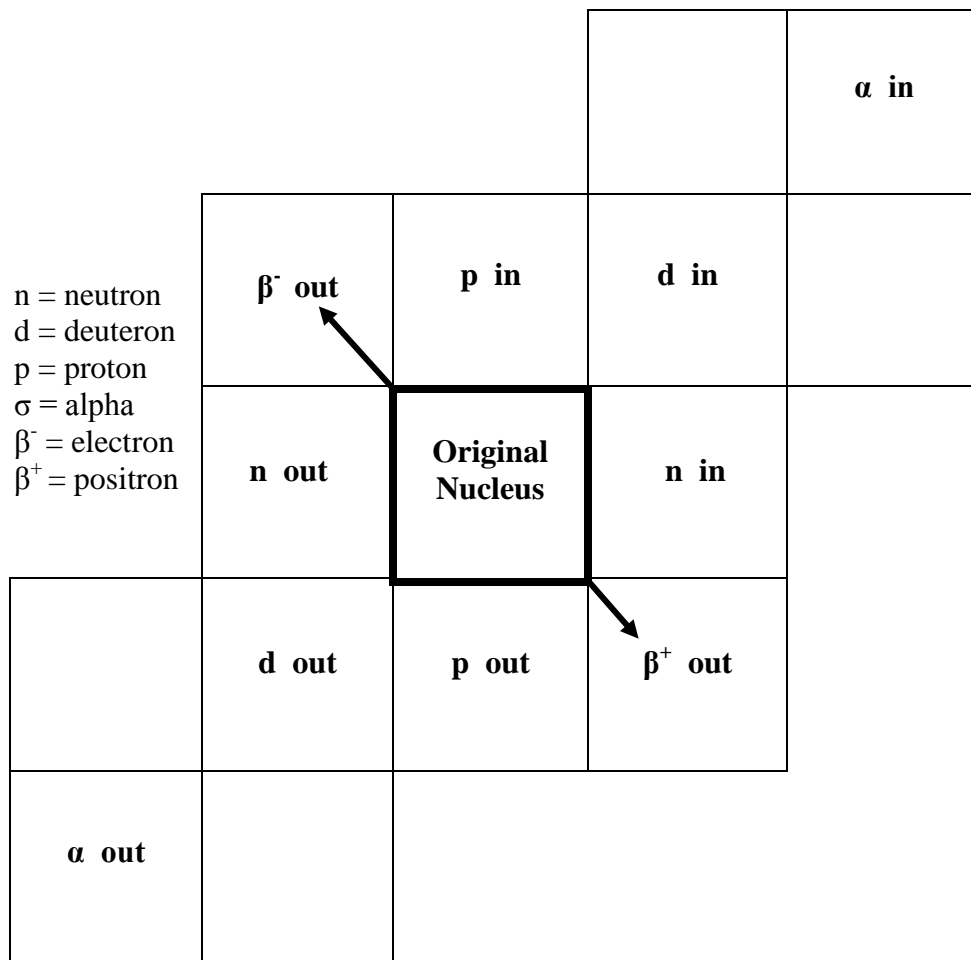 α in
β⁻ out
p in
d in
n = neutron
d = deuteron
p = proton
σ = alpha
β⁻ = electron
β⁺ = positron
n out
Original
Nucleus
n in
d out
p out
β⁺ out
α out